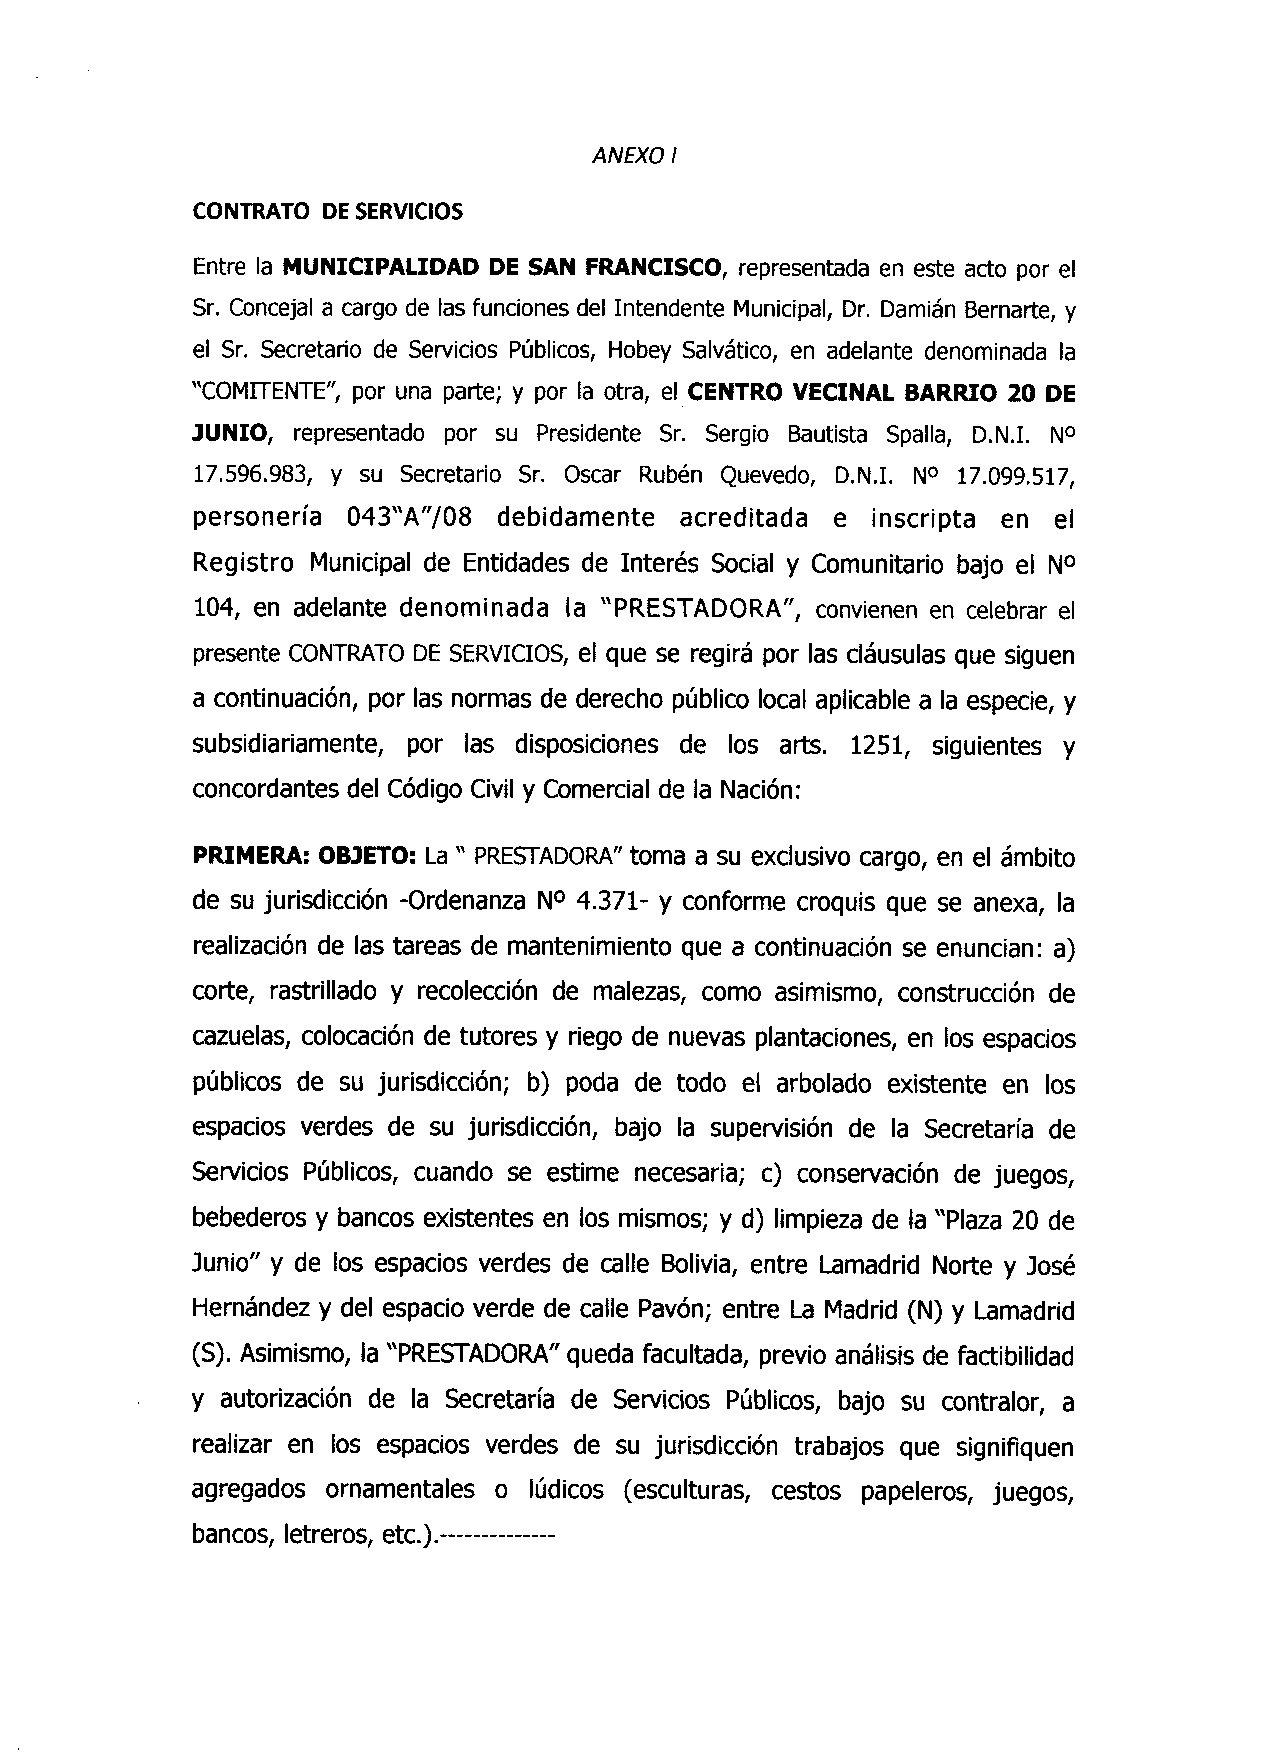 ANEXO I
CONTRATO DE SERVICIOS
Entre la MUNICIPALIDAD DE SAN FRANCISCO, representada en este acto por el
Sr. Concejal a cargo de las funciones del Intendente Municipal, Dr. Damián Bernarte, y
el Sr. Secretario de Servicios Públicos, Hobey Salvático, en adelante denominada la
"COMITENTE", por una parte; y por la otra, el CENTRO VECINAL BARRIO 20 DE
JUNIO, representado por su Presidente Sr. Sergio Bautista Spalla, D.N.I. Nº
17.596.983, y su Secretario Sr. Oscar Rubén Quevedo, D.N.I. Nº 17.099.517,
personería 043"A"/08 debidamente acreditada e inscripta en el
Registro Municipal de Entidades de Interés Social y Comunitario bajo el Nº
104, en adelante denominada la "PRESTADORA", convienen en celebrar el
presente CONTRATO DE SERVICIOS, el que se regirá por las cláusulas que siguen
a continuación, por las normas de derecho público local aplicable a la especie, y
subsidiariamente, por las disposiciones de los arts. 1251, siguientes y
concordantes del Código Civil y Comercial de la Nación:
PRIMERA: OBJETO: La " PRESTADORA" toma a su exclusivo cargo, en el ámbito
de su jurisdicción -Ordenanza Nº 4.371- y conforme croquis que se anexa, la
realización de las tareas de mantenimiento que a continuación se enuncian: a)
corte, rastrillado y recolección de malezas, como asimismo, construcción de
cazuelas, colocación de tutores y riego de nuevas plantaciones, en los espacios
públicos de su jurisdicción; b) poda de todo el arbolado existente en los
espacios verdes de su jurisdicción, bajo la supervisión de la Secretaría de
Servicios Públicos, cuando se estime necesaria; c) conservación de juegos,
bebederos y bancos existentes en los mismos; y d) limpieza de la "Plaza 20 de
Junio" y de los espacios verdes de calle Bolivia, entre Lamadrid Norte y José
Hernández y del espacio verde de calle Pavón; entre La Madrid (N) y Lamadrid
(S). Asimismo, la "PRESTADORA" queda facultada, previo análisis de factibilidad
y autorización de la Secretaría de Servicios Públicos, bajo su contralor, a
realizar en los espacios verdes de su jurisdicción trabajos que signifiquen
agregados ornamentales o lúdicos (esculturas, cestos papeleros, juegos,
bancos, letreros, etc.).--------------